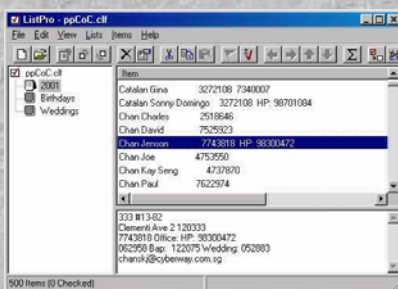 ListPro - ppCoC.clf
File Edit View Lists Items Help
ppCoC.clf
2001
Birthdays
Weddings
Item
Catalan Gina 3272108 7340007
Catalan Sonny Domingo 3272108 HP: 98701084
Chan Charles 2518646
Chan David 7525923
Chan Jenson 7743818 HP: 98300472
Chan Joe 4753550
Chan Kay Seng 4737870
Chan Paul 7622974
333 #13-82
Clementi Ave 2 120333
7743818 Office: HP: 98300472
062958 Bap: 122075 Wedding: 052883
chanskj@cyberway.com.sg
500 Items (0 Checked)